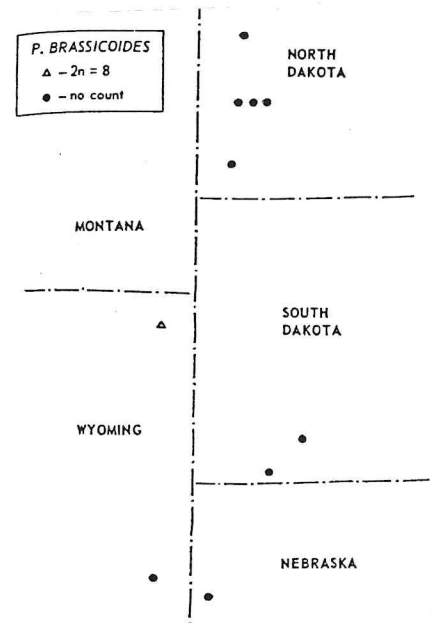 P. BRASSICOIDES
△ – 2n = 8
● – no count
NORTH
DAKOTA
MONTANA
SOUTH
DAKOTA
WYOMING
NEBRASKA